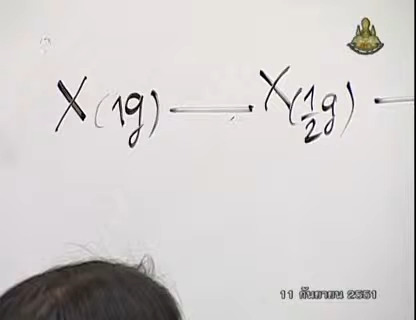 X(1g) — X(1/2g) —
11 กันยายน 2551